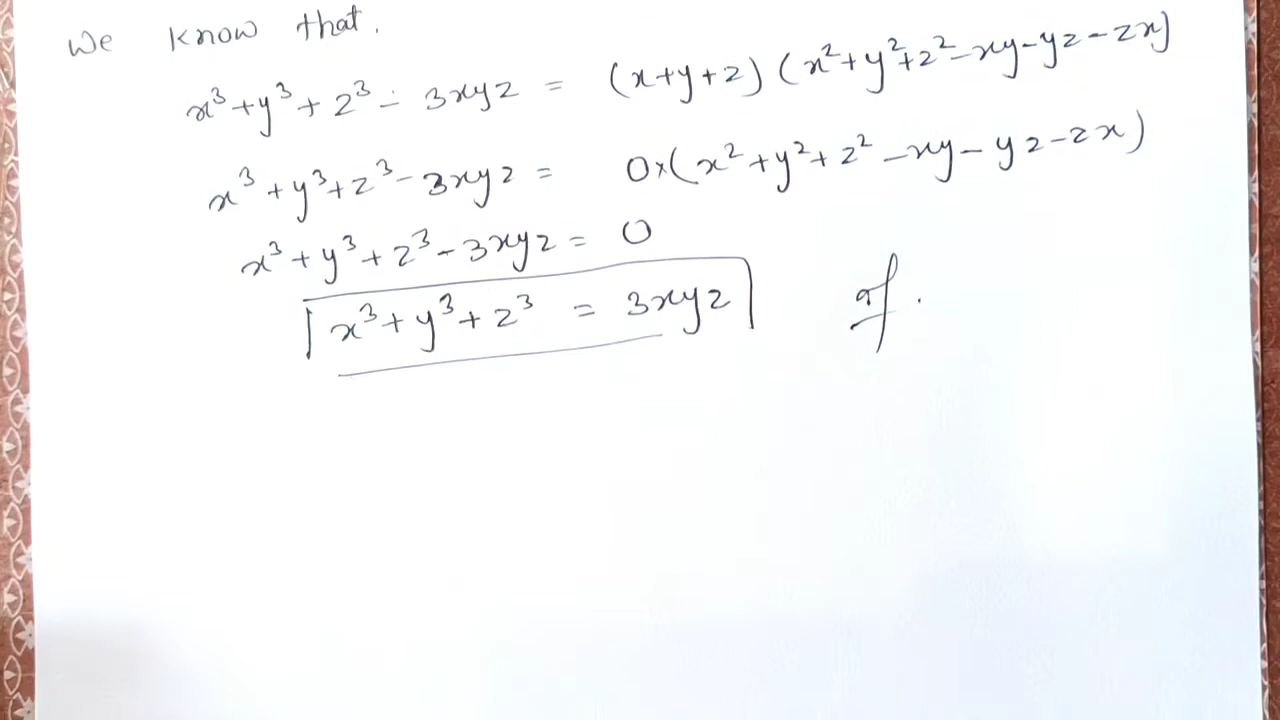 We know that.
x³+y³+z³-3xyz = (x+y+z)(x²+y²+z²-xy-yz-zx)
x³+y³+z³-3xyz = 0×(x²+y²+z²-xy-yz-zx)
x³+y³+z³-3xyz = 0
x³+y³+z³ = 3xyz